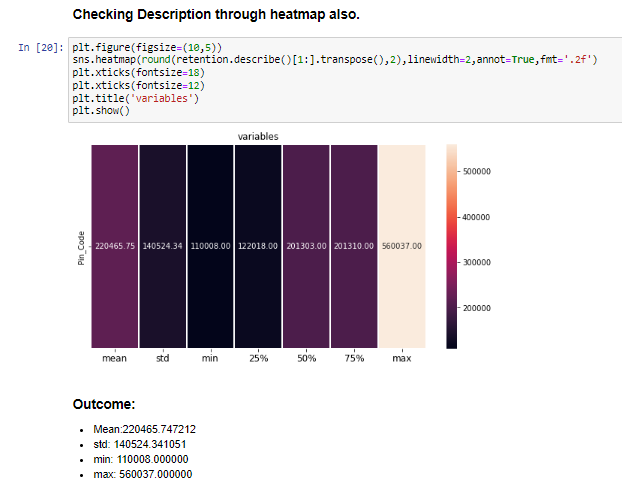 Checking Description through heatmap also.
In [20]: plt.figure(figsize=(10,5))
sns.heatmap(round(retention.describe()[1:].transpose(),2),linewidth=2,annot=True,fmt='.2f')
plt.xticks(fontsize=18)
plt.xticks(fontsize=12)
plt.title('variables')
plt.show()
variables
500000
400000
300000
200000
Pin_Code
220465.75 140524.34 110008.00 122018.00 201303.00 201310.00 560037.00
mean std min 25% 50% 75% max
Outcome:
• Mean:220465.747212
• std: 140524.341051
• min: 110008.000000
• max: 560037.000000